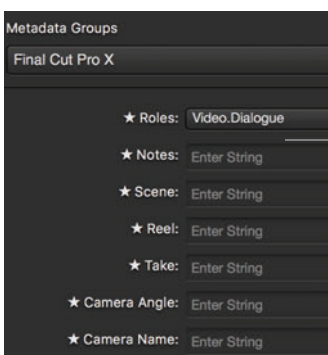 Metadata Groups
Final Cut Pro X
★ Roles: Video.Dialogue
★ Notes: Enter String
★ Scene: Enter String
★ Reel: Enter String
★ Take: Enter String
★ Camera Angle: Enter String
★ Camera Name: Enter String